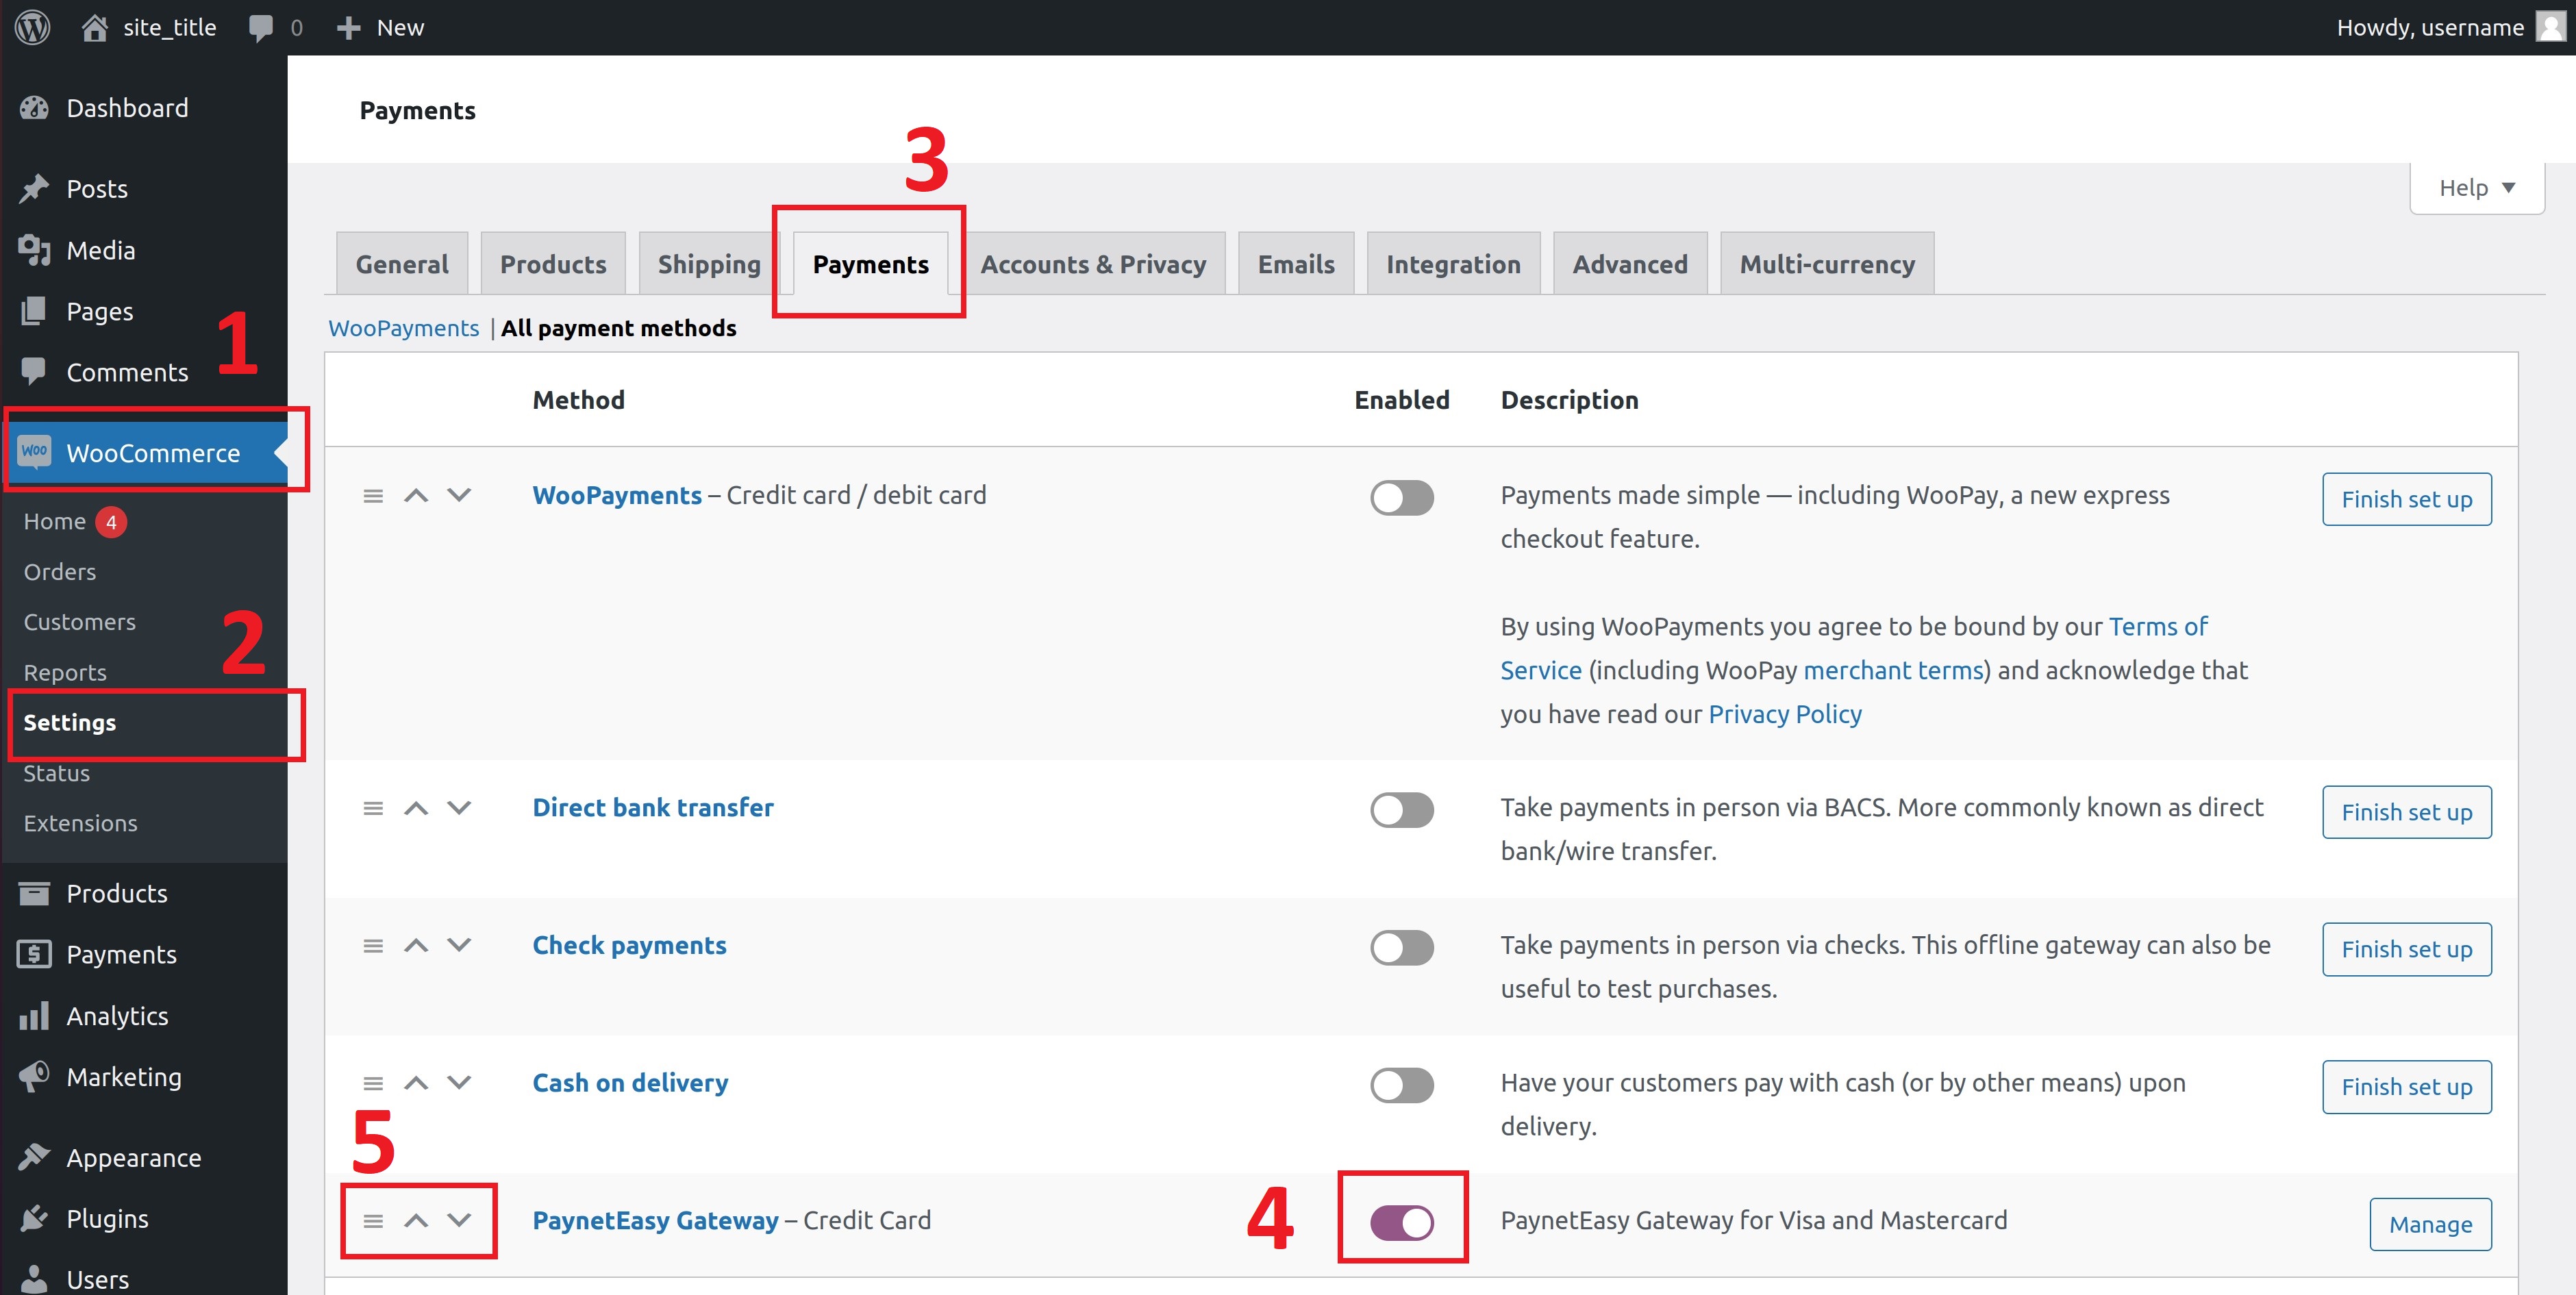 site_title 0 New Howdy, username
Dashboard
Posts
Media
Pages
Comments
1
Woo WooCommerce
Home 4
Orders
Customers
2
Reports
Settings
Status
Extensions
Products
Payments
Analytics
Marketing
Appearance
Plugins
Users
Payments
Help
3
General Products Shipping Payments Accounts & Privacy Emails Integration Advanced Multi-currency
WooPayments | All payment methods
Method Enabled Description
WooPayments – Credit card / debit card
Payments made simple — including WooPay, a new express
checkout feature.
By using WooPayments you agree to be bound by our Terms of
Service (including WooPay merchant terms) and acknowledge that
you have read our Privacy Policy
Finish set up
Direct bank transfer
Take payments in person via BACS. More commonly known as direct
bank/wire transfer.
Finish set up
Check payments
Take payments in person via checks. This offline gateway can also be
useful to test purchases.
Finish set up
Cash on delivery
Have your customers pay with cash (or by other means) upon
delivery.
Finish set up
5
PaynetEasy Gateway – Credit Card
4
PaynetEasy Gateway for Visa and Mastercard
Manage